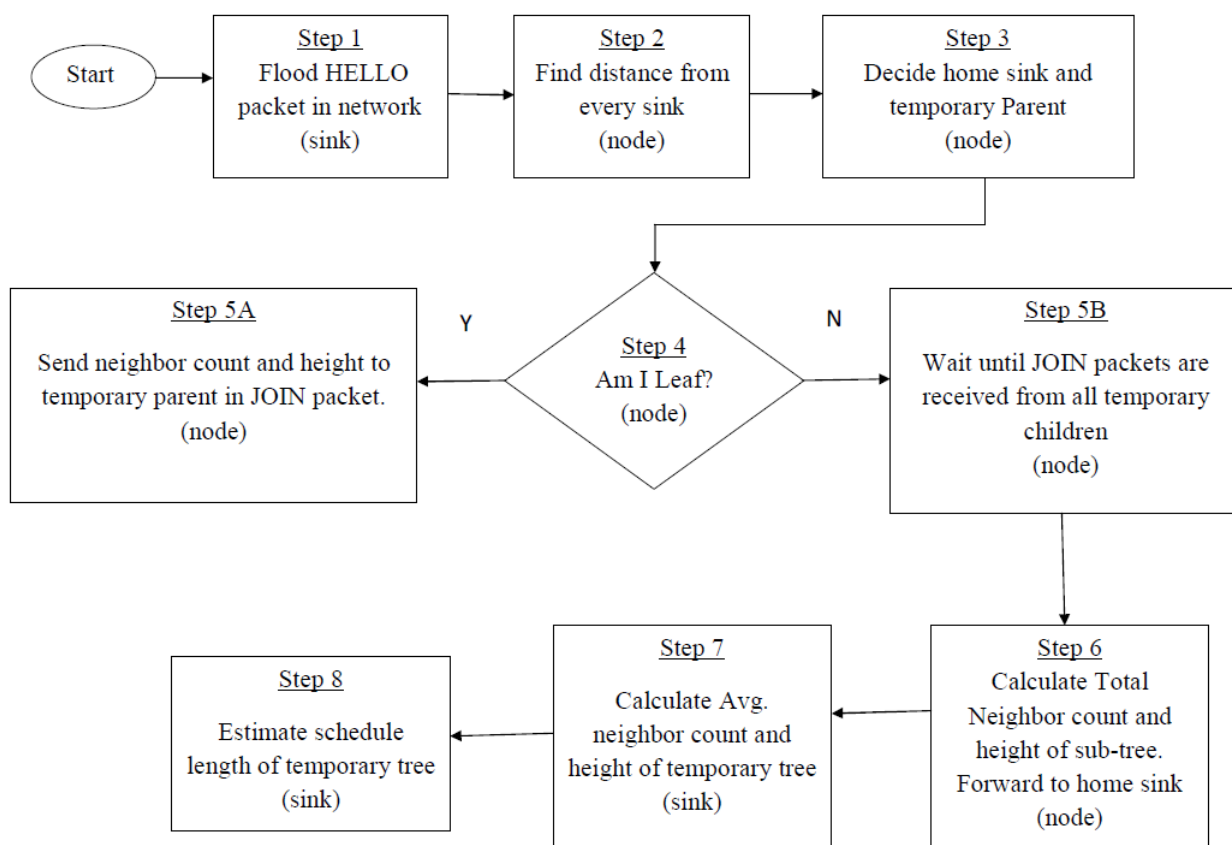 Start
Step 1
Flood HELLO
packet in network
(sink)
Step 2
Find distance from
every sink
(node)
Step 3
Decide home sink and
temporary Parent
(node)
Step 4
Am I Leaf?
(node)
Y
N
Step 5A
Send neighbor count and height to
temporary parent in JOIN packet.
(node)
Step 5B
Wait until JOIN packets are
received from all temporary
children
(node)
Step 6
Calculate Total
Neighbor count and
height of sub-tree.
Forward to home sink
(node)
Step 7
Calculate Avg.
neighbor count and
height of temporary tree
(sink)
Step 8
Estimate schedule
length of temporary tree
(sink)